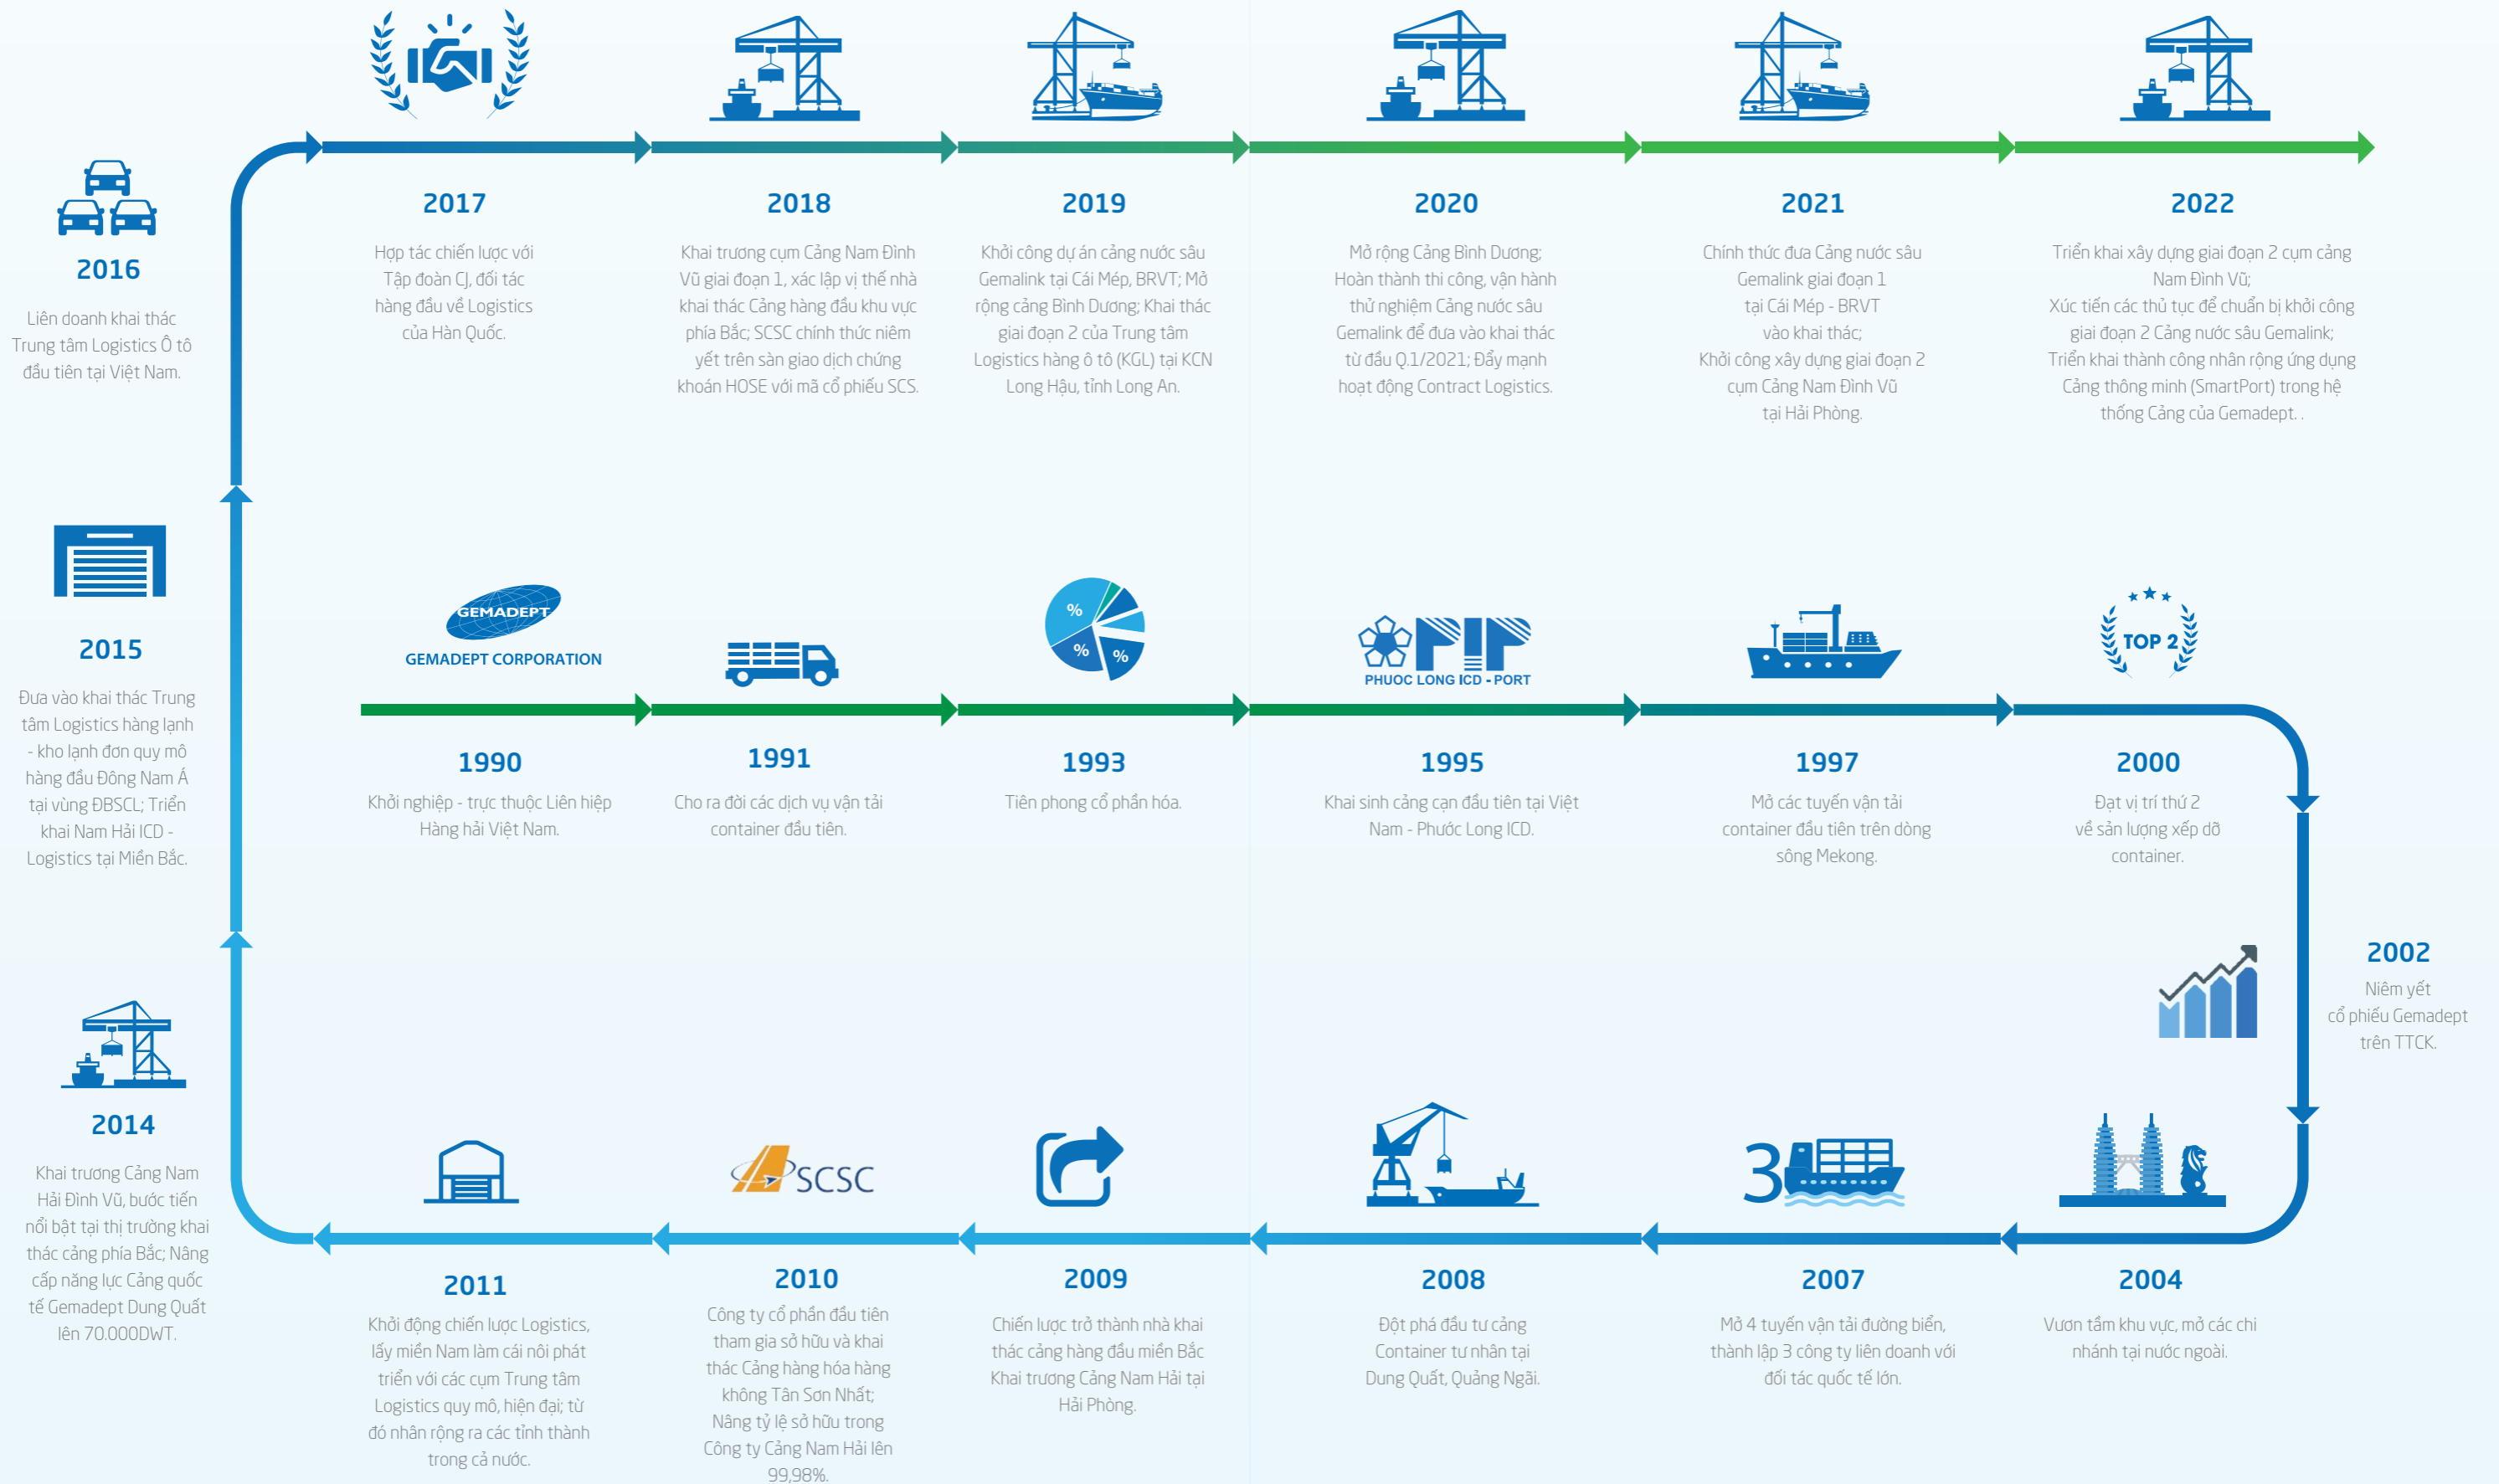 2017
Hợp tác chiến lược với
Tập đoàn CJ, đối tác
hàng đầu về Logistics
của Hàn Quốc.
2018
Khai trương cụm Cảng Nam Đình
Vũ giai đoạn 1, xác lập vị thế nhà
khai thác Cảng hàng đầu khu vực
phía Bắc; SCSC chính thức niêm
yết trên sàn giao dịch chứng
khoán HOSE với mã cổ phiếu SCS.
2019
Khởi công dự án cảng nước sâu
Gemalink tại Cái Mép, BRVT; Mở
rộng cảng Bình Dương; Khai thác
giai đoạn 2 của Trung tâm
Logistics hàng ô tô (KGL) tại KCN
Long Hậu, tỉnh Long An.
2020
Mở rộng Cảng Bình Dương;
Hoàn thành thi công, vận hành
thử nghiệm Cảng nước sâu
Gemalink để đưa vào khai thác
từ đầu Q.1/2021; Đẩy mạnh
hoạt động Contract Logistics.
2021
Chính thức đưa Cảng nước sâu
Gemalink giai đoạn 1
tại Cái Mép - BRVT
vào khai thác;
Khởi công xây dựng giai đoạn 2
cụm Cảng Nam Đình Vũ
tại Hải Phòng.
2022
Triển khai xây dựng giai đoạn 2 cụm cảng
Nam Đình Vũ;
Xúc tiến các thủ tục để chuẩn bị khởi công
giai đoạn 2 Cảng nước sâu Gemalink;
Triển khai thành công nhân rộng ứng dụng
Cảng thông minh (SmartPort) trong hệ
thống Cảng của Gemadept. .
2016
Liên doanh khai thác
Trung tâm Logistics Ô tô
đầu tiên tại Việt Nam.
2015
Đưa vào khai thác Trung
tâm Logistics hàng lạnh
- kho lạnh đơn quy mô
hàng đầu Đông Nam Á
tại vùng ĐBSCL; Triển
khai Nam Hải ICD -
Logistics tại Miền Bắc.
GEMADEPT
GEMADEPT CORPORATION
1990
Khởi nghiệp - trực thuộc Liên hiệp
Hàng hải Việt Nam.
1991
Cho ra đời các dịch vụ vận tải
container đầu tiên.
%
%
%
1993
Tiên phong cổ phần hóa.
PIP
PHUOC LONG ICD - PORT
1995
Khai sinh cảng cạn đầu tiên tại Việt
Nam - Phước Long ICD.
1997
Mở các tuyến vận tải
container đầu tiên trên dòng
sông Mekong.
TOP 2
2000
Đạt vị trí thứ 2
về sản lượng xếp dỡ
container.
2002
Niêm yết
cổ phiếu Gemadept
trên TTCK.
2014
Khai trương Cảng Nam
Hải Đình Vũ, bước tiến
nổi bật tại thị trường khai
thác cảng phía Bắc; Nâng
cấp năng lực Cảng quốc
tế Gemadept Dung Quất
lên 70.000DWT.
2011
Khởi động chiến lược Logistics,
lấy miền Nam làm cái nôi phát
triển với các cụm Trung tâm
Logistics quy mô, hiện đại; từ
đó nhân rộng ra các tỉnh thành
trong cả nước.
SCSC
2010
Công ty cổ phần đầu tiên
tham gia sở hữu và khai
thác Cảng hàng hóa hàng
không Tân Sơn Nhất;
Nâng tỷ lệ sở hữu trong
Công ty Cảng Nam Hải lên
99,98%.
2009
Chiến lược trở thành nhà khai
thác cảng hàng đầu miền Bắc
Khai trương Cảng Nam Hải tại
Hải Phòng.
2008
Đột phá đầu tư cảng
Container tư nhân tại
Dung Quất, Quảng Ngãi.
3
2007
Mở 4 tuyến vận tải đường biển,
thành lập 3 công ty liên doanh với
đối tác quốc tế lớn.
2004
Vươn tầm khu vực, mở các chi
nhánh tại nước ngoài.